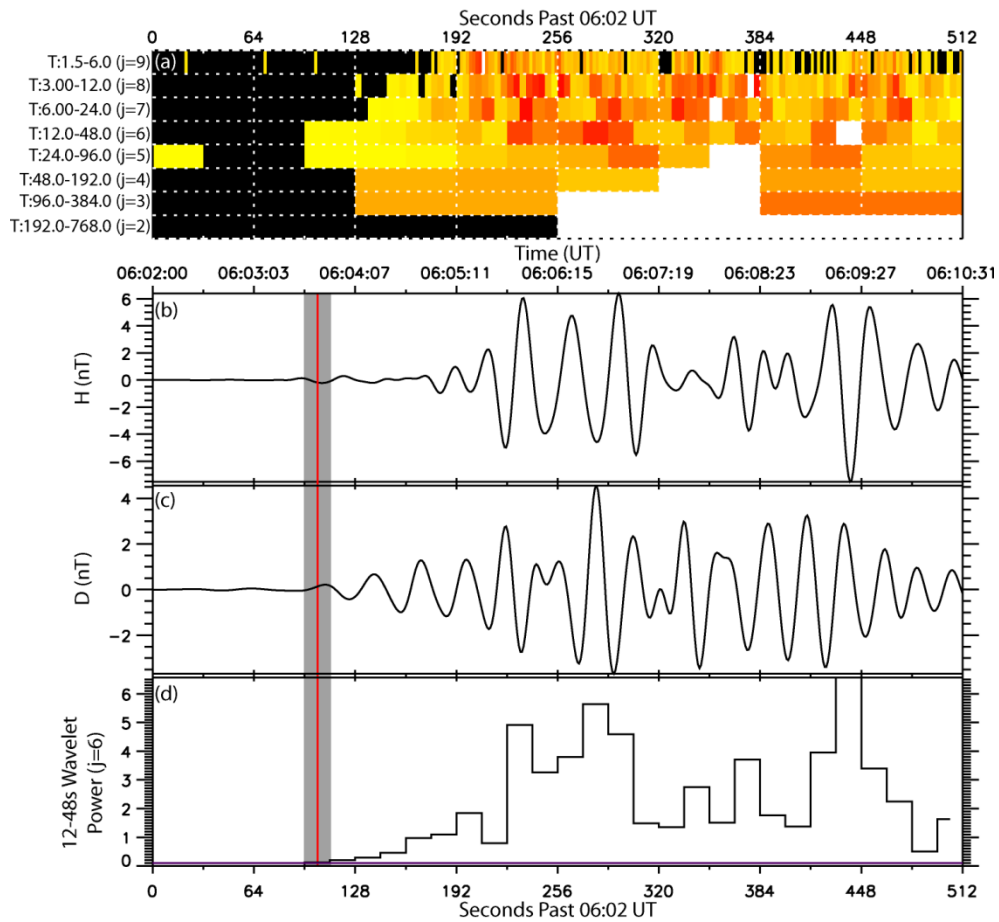 Seconds Past 06:02 UT
0 64 128 192 256 320 384 448 512
(a)
T:1.5-6.0 (j=9)
T:3.00-12.0 (j=8)
T:6.00-24.0 (j=7)
T:12.0-48.0 (j=6)
T:24.0-96.0 (j=5)
T:48.0-192.0 (j=4)
T:96.0-384.0 (j=3)
T:192.0-768.0 (j=2)
Time (UT)
06:02:00 06:03:03 06:04:07 06:05:11 06:06:15 06:07:19 06:08:23 06:09:27 06:10:31
(b)
H (nT)
6
4
2
0
-2
-4
-6
(c)
D (nT)
4
2
0
-2
(d)
12-48s Wavelet
Power (j=6)
6
5
4
3
2
1
0
0 64 128 192 256 320 384 448 512
Seconds Past 06:02 UT